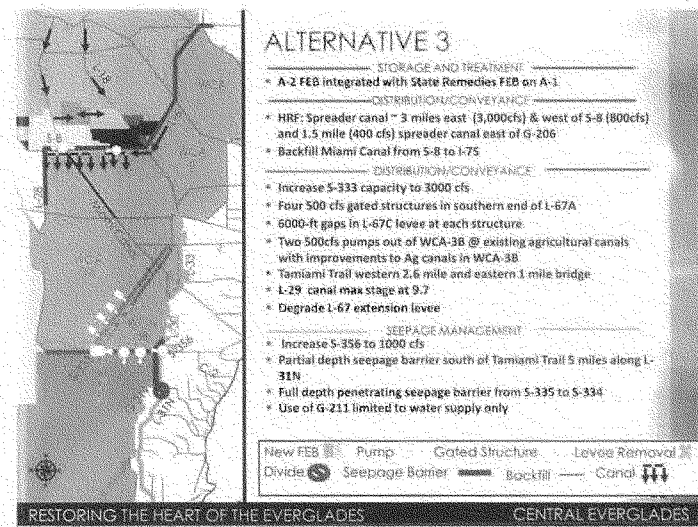 ALTERNATIVE 3
STORAGE AND TREATMENT
* A-2 FEB integrated with State Remedies FEB on A-1
DISTRIBUTION/CONVEYANCE
* HRF: Spreader canal ~ 3 miles east (3,000cfs) & west of S-8 (800cfs)
and 1.5 mile (400 cfs) spreader canal east of G-206
* Backfill Miami Canal from S-8 to I-75
DISTRIBUTION/CONVEYANCE
* Increase S-333 capacity to 3000 cfs
* Four 500 cfs gated structures in southern end of L-67A
* 6000-ft gaps in L-67C levee at each structure
* Two 500cfs pumps out of WCA-3B @ existing agricultural canals
with improvements to Ag canals in WCA-3B
* Tamiami Trail western 2.6 mile and eastern 1 mile bridge
* L-29 canal max stage at 9.7
* Degrade L-67 extension levee
SEEPAGE MANAGEMENT
* Increase S-356 to 1000 cfs
* Partial depth seepage barrier south of Tamiami Trail 5 miles along L-
31N
* Full depth penetrating seepage barrier from S-335 to S-334
* Use of G-211 limited to water supply only
New FEB Pump Gated Structure Levee Removal
Divide Seepage Barrier Backfill Canal
L-28
L-31N
RESTORING THE HEART OF THE EVERGLADES CENTRAL EVERGLADES